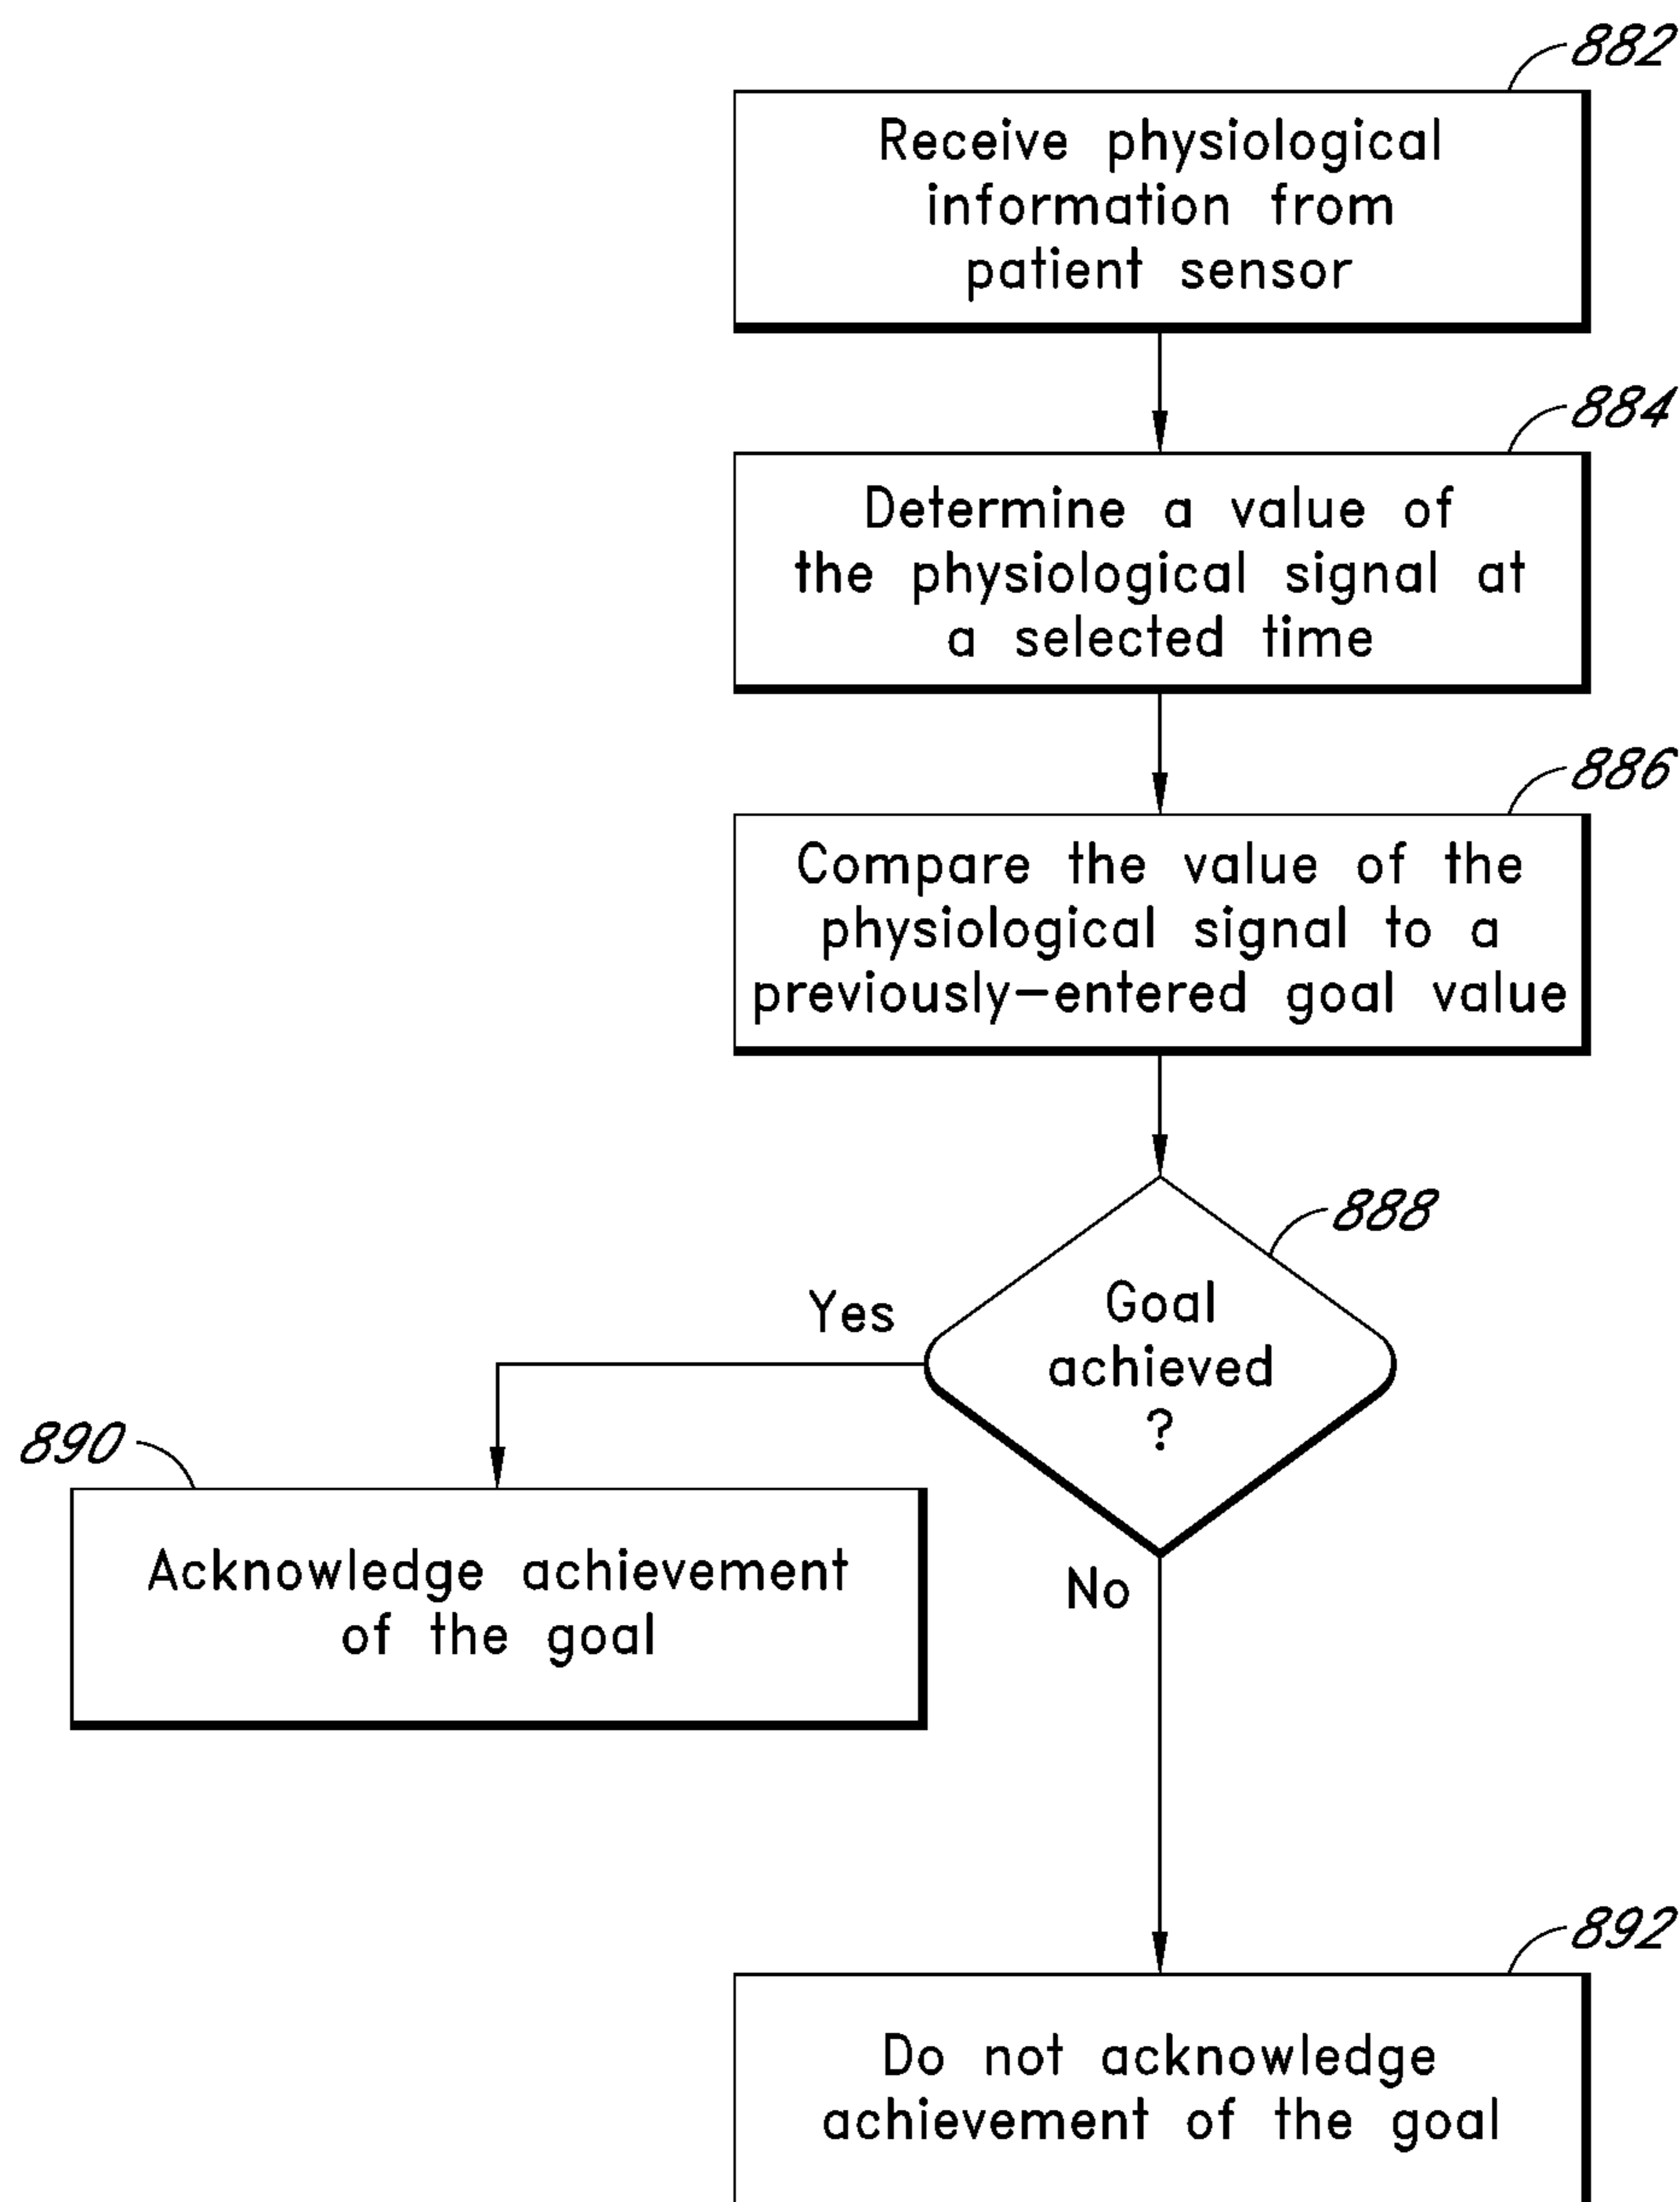 882
Receive physiological
information from
patient sensor
884
Determine a value of
the physiological signal at
a selected time
886
Compare the value of the
physiological signal to a
previously-entered goal value
888
Goal
achieved
?
Yes
No
890
Acknowledge achievement
of the goal
892
Do not acknowledge
achievement of the goal